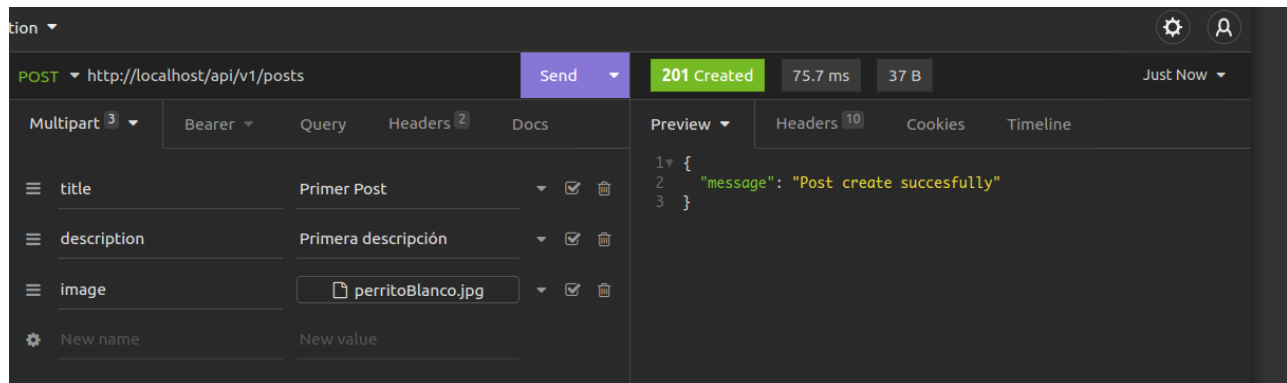 tion
POST http://localhost/api/v1/posts Send 201 Created 75.7 ms 37 B Just Now
Multipart 3 Bearer Query Headers 2 Docs Preview Headers 10 Cookies Timeline
title Primer Post
description Primera descripción
image perritoBlanco.jpg
New name New value
1 {
2 "message": "Post create succesfully"
3 }